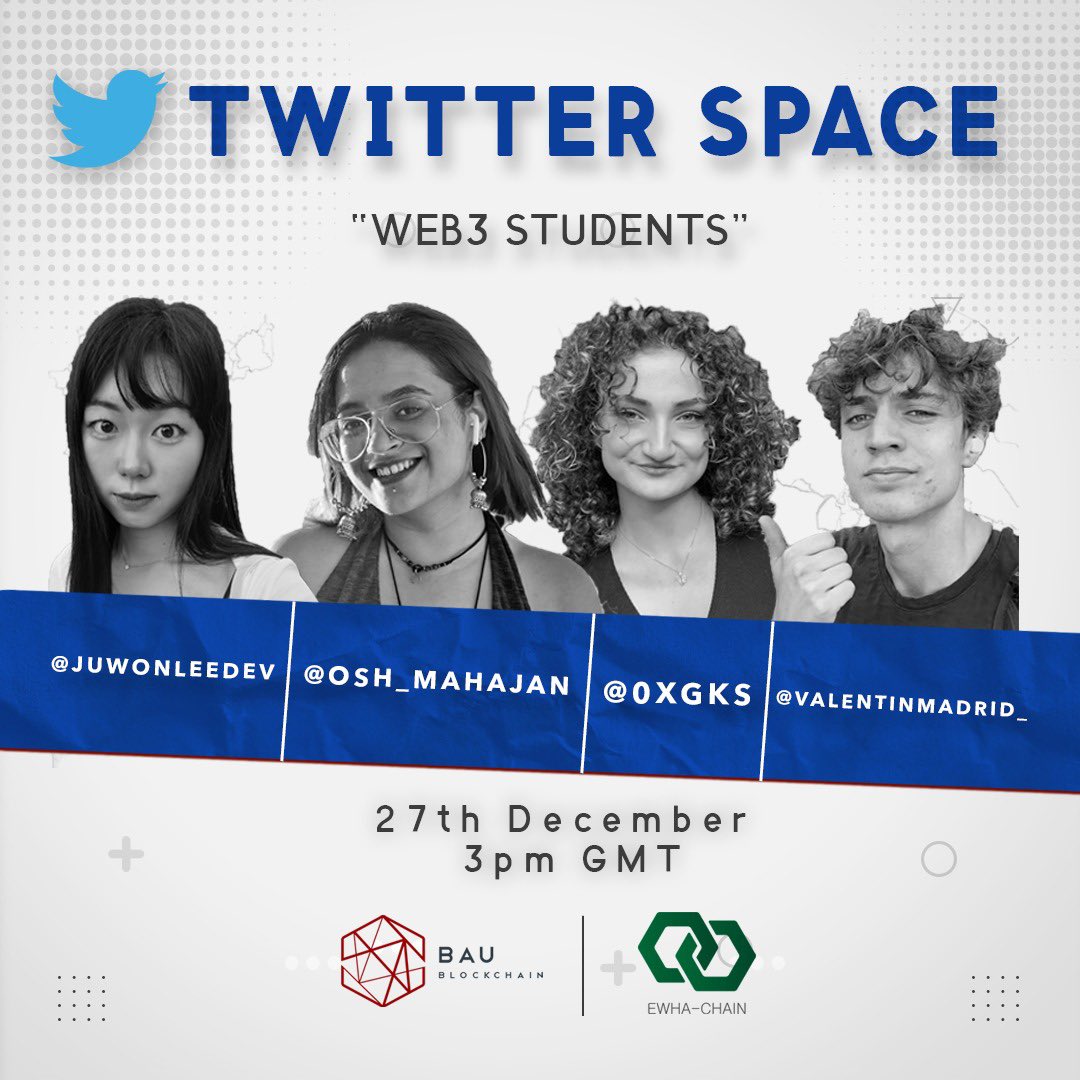 TWITTER SPACE
“WEB3 STUDENTS”
@JUWONLEEDEV
@OSH_MAHAJAN
@0XGKS
@VALENTINMADRID_
27th December
3pm GMT
BAU
BLOCKCHAIN
EWHA-CHAIN